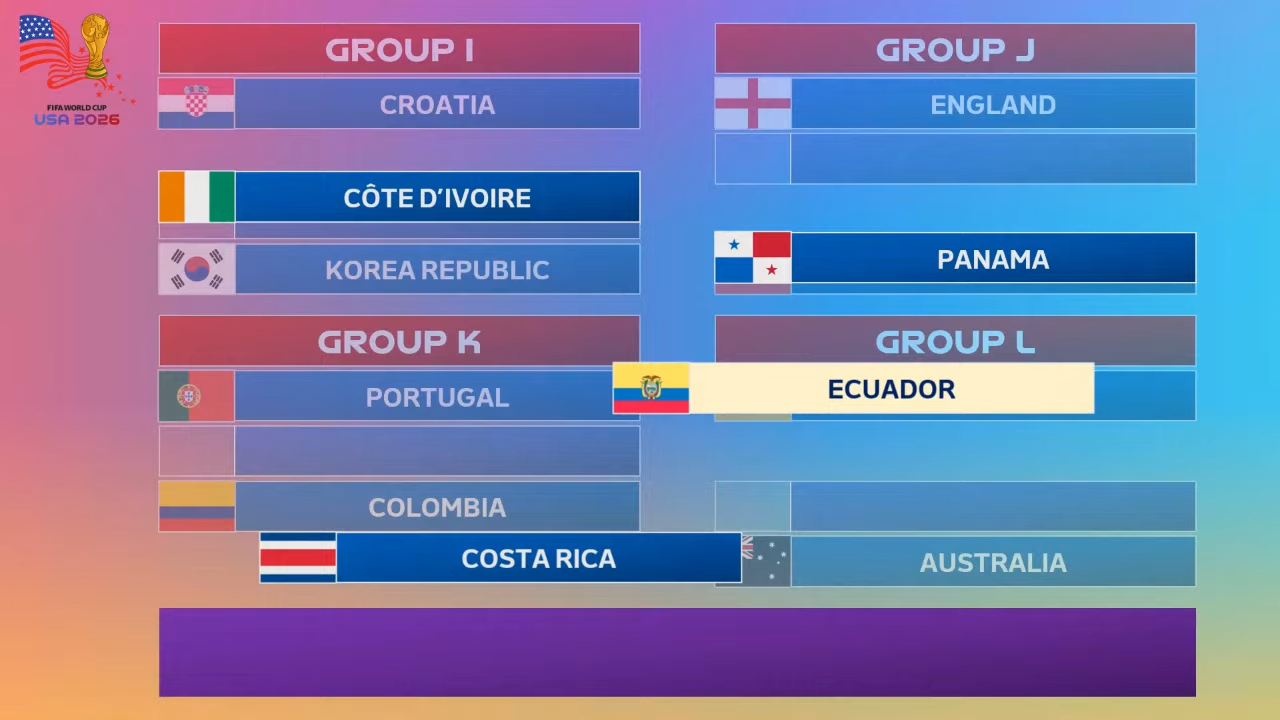 FIFA WORLD CUP
USA 2026
GROUP I
CROATIA
CÔTE D’IVOIRE
KOREA REPUBLIC
GROUP J
ENGLAND
PANAMA
GROUP K
PORTUGAL
COLOMBIA
COSTA RICA
GROUP L
ECUADOR
AUSTRALIA